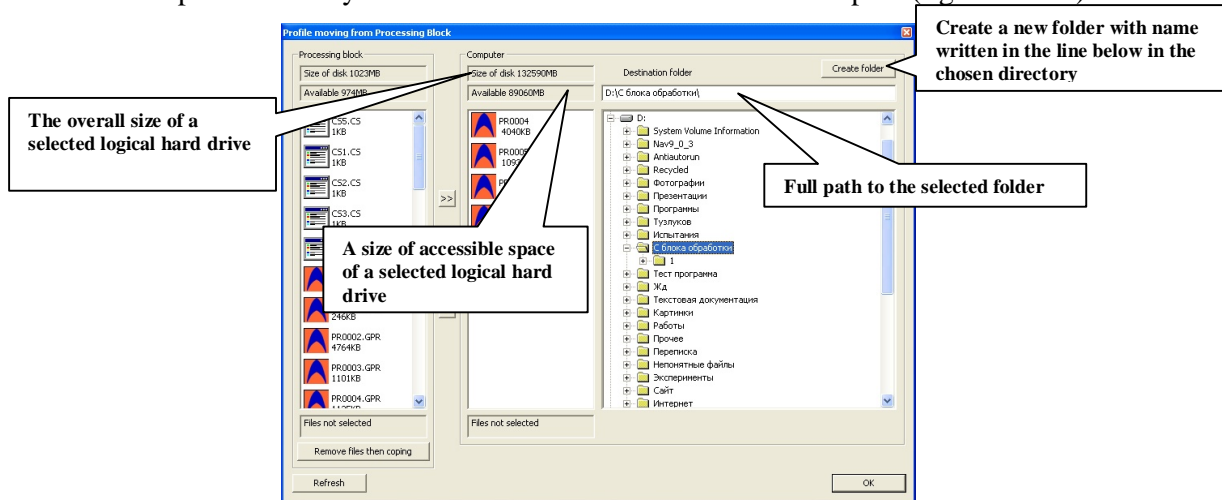 Profile moving from Processing Block
Create a new folder with name
written in the line below in the
chosen directory
Processing block
Size of disk 1023MB
Available 974MB
CS5.CS
1KB
CS1.CS
1KB
CS2.CS
1KB
CS3.CS
1KB
246KB
PR0002.GPR
4764KB
PR0003.GPR
1101KB
PR0004.GPR
Files not selected
Remove files then coping
Refresh
>>
Computer
Size of disk 132590MB
Available 89060MB
PR0004
4040KB
Files not selected
Destination folder
Create folder
D:\С блока обработки\
D:
System Volume Information
Nav9_0_3
Antiautorun
Recycled
Фотографии
Презентации
Программы
Тузлуков
Испытания
С блока обработки
1
Тест программа
Жд
Текстовая документация
Картинки
Работы
Прочее
Переписка
Непонятные файлы
Эксперименты
Сайт
Интернет
OK
The overall size of a
selected logical hard drive
A size of accessible space
of a selected logical hard
drive
Full path to the selected folder